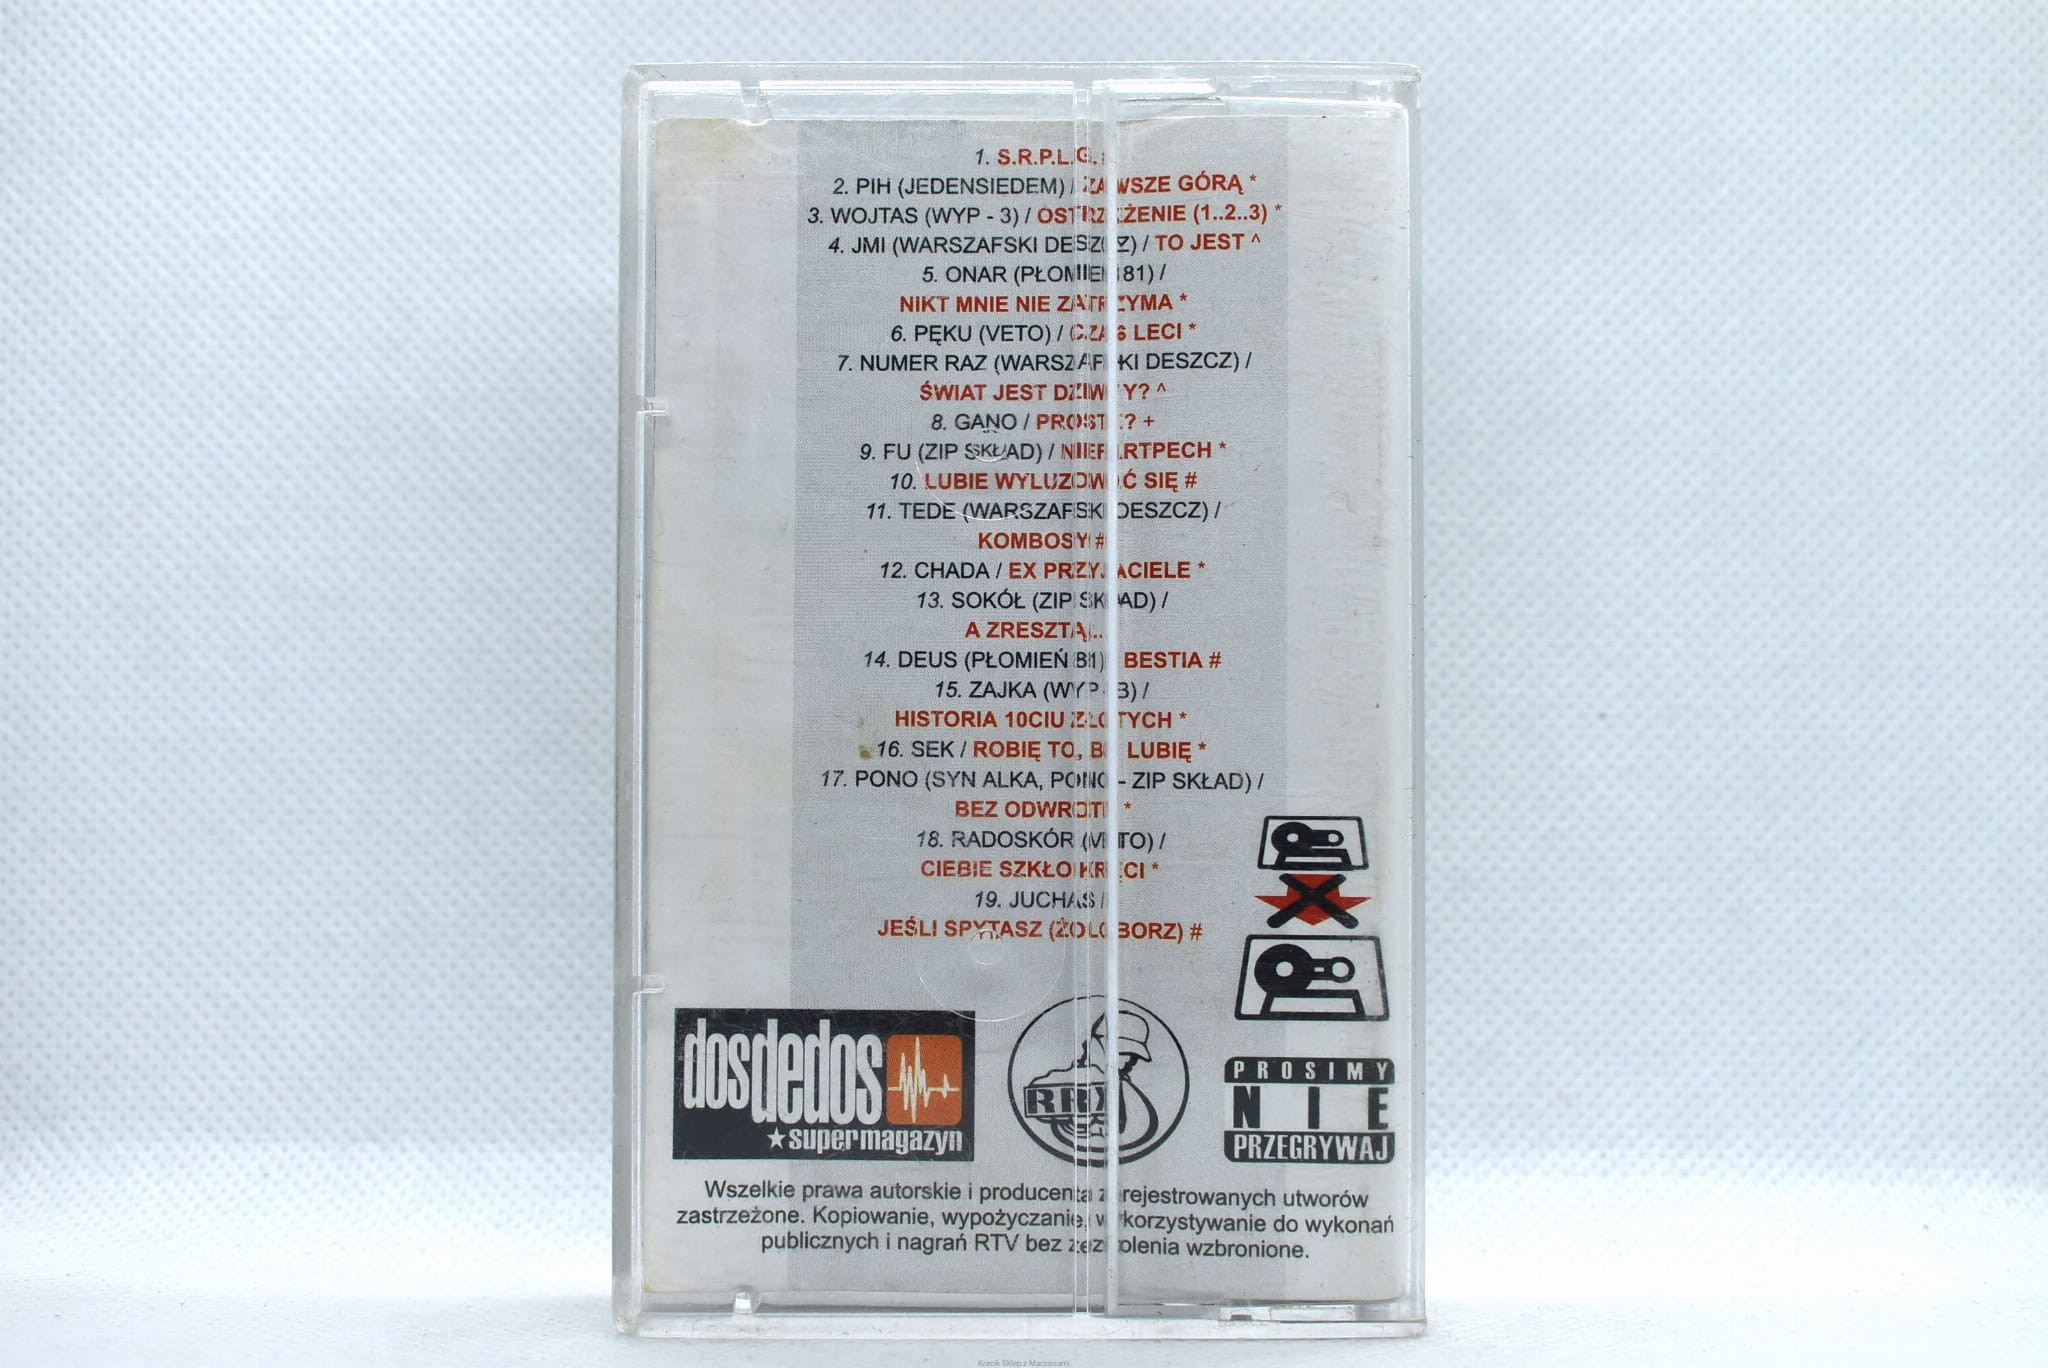 1. S.R.P.L.G. #
2. PIH (JEDENSIEDEM) / ZAWSZE GÓRĄ *
3. WOJTAS (WYP - 3) / OSTRZEŻENIE (1..2..3) *
4. JMI (WARSZAFSKI DESZCZ) / TO JEST ^
5. ONAR (PŁOMIEŃ 81) /
NIKT MNIE NIE ZATRZYMA *
6. PĘKU (VETO) / CZAS LECI *
7. NUMER RAZ (WARSZAFSKI DESZCZ) /
ŚWIAT JEST DZIWNY? ^
8. GANO / PROSTE? +
9. FU (ZIP SKŁAD) / NIEFARTPECH *
10. LUBIE WYLUZOWAĆ SIĘ #
11. TEDE (WARSZAFSKI DESZCZ) /
KOMBOSY #
12. CHADA / EX PRZYJACIELE *
13. SOKÓŁ (ZIP SKŁAD) /
A ZRESZTĄ...
14. DEUS (PŁOMIEŃ 81) / BESTIA #
15. ZAJKA (WYP - 3) /
HISTORIA 10CIU ZŁOTYCH *
16. SEK / ROBIĘ TO, BO LUBIĘ *
17. PONO (SYN ALKA, PONO - ZIP SKŁAD) /
BEZ ODWROTU *
18. RADOSKÓR (VETO) /
CIEBIE SZKŁO KRĘCI *
19. JUCHAS /
JEŚLI SPYTASZ (ŻOLIBORZ) #
dosdedos
★supermagazyn
RRX
PROSIMY
NIE
PRZEGRYWAJ
Wszelkie prawa autorskie i producenta zarejestrowanych utworów
zastrzeżone. Kopiowanie, wypożyczanie, wykorzystywanie do wykonań
publicznych i nagrań RTV bez zezwolenia wzbronione.
Krecik Sklep z Marzeniami